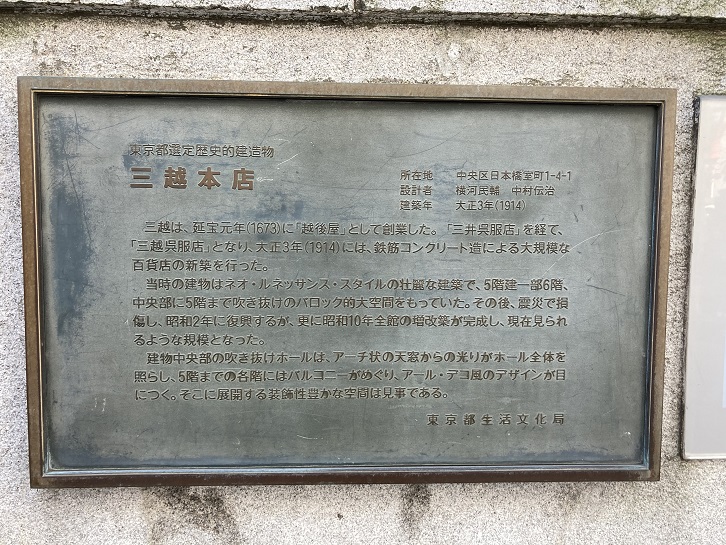 東京都選定歴史的建造物
三越本店
所在地 中央区日本橋室町1-4-1
設計者 横河民輔 中村伝治
建築年 大正3年(1914)
三越は、延宝元年(1673)に「越後屋」として創業した。「三井呉服店」を経て、
「三越呉服店」となり、大正3年(1914)には、鉄筋コンクリート造による大規模な
百貨店の新築を行った。
当時の建物はネオ・ルネッサンス・スタイルの壮麗な建築で、5階建一部6階、
中央部に5階まで吹き抜けのバロック的大空間をもっていた。その後、震災で損
傷し、昭和2年に復興するが、更に昭和10年全館の増改築が完成し、現在見られ
るような規模となった。
建物中央部の吹き抜けホールは、アーチ状の天窓からの光りがホール全体を
照らし、5階までの各階にはバルコニーがめぐり、アール・デコ風のデザインが目
につく。そこに展開する装飾性豊かな空間は見事である。
東京都生活文化局